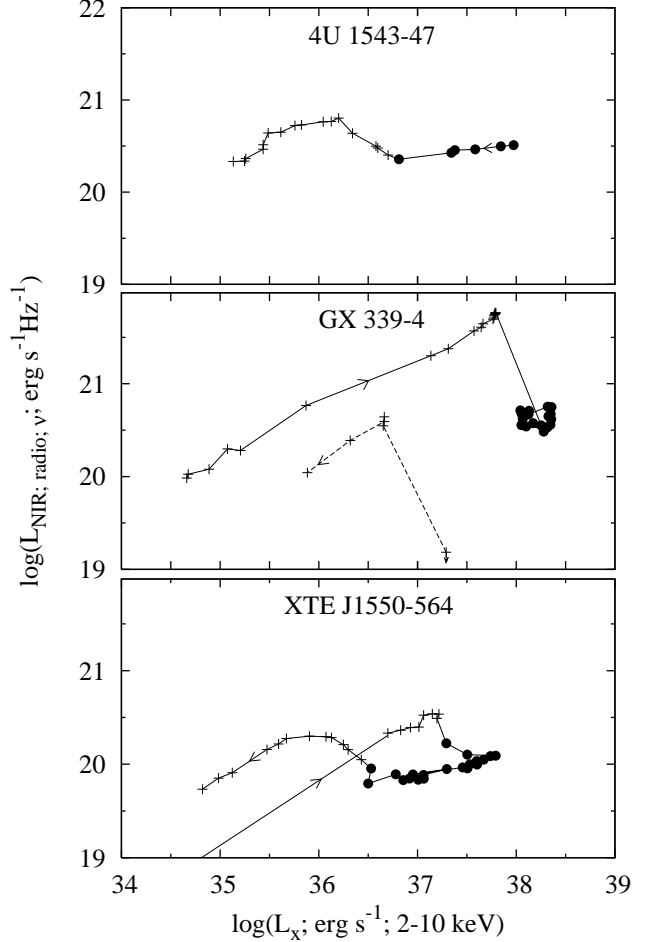 22
4U 1543-47
21
20
19
GX 339-4
21
20
19
XTE J1550-564
21
20
19
34 35 36 37 38 39
log(L_x; erg s^-1; 2-10 keV)
log(L_NIR; radio; ν; erg s^-1 Hz^-1)